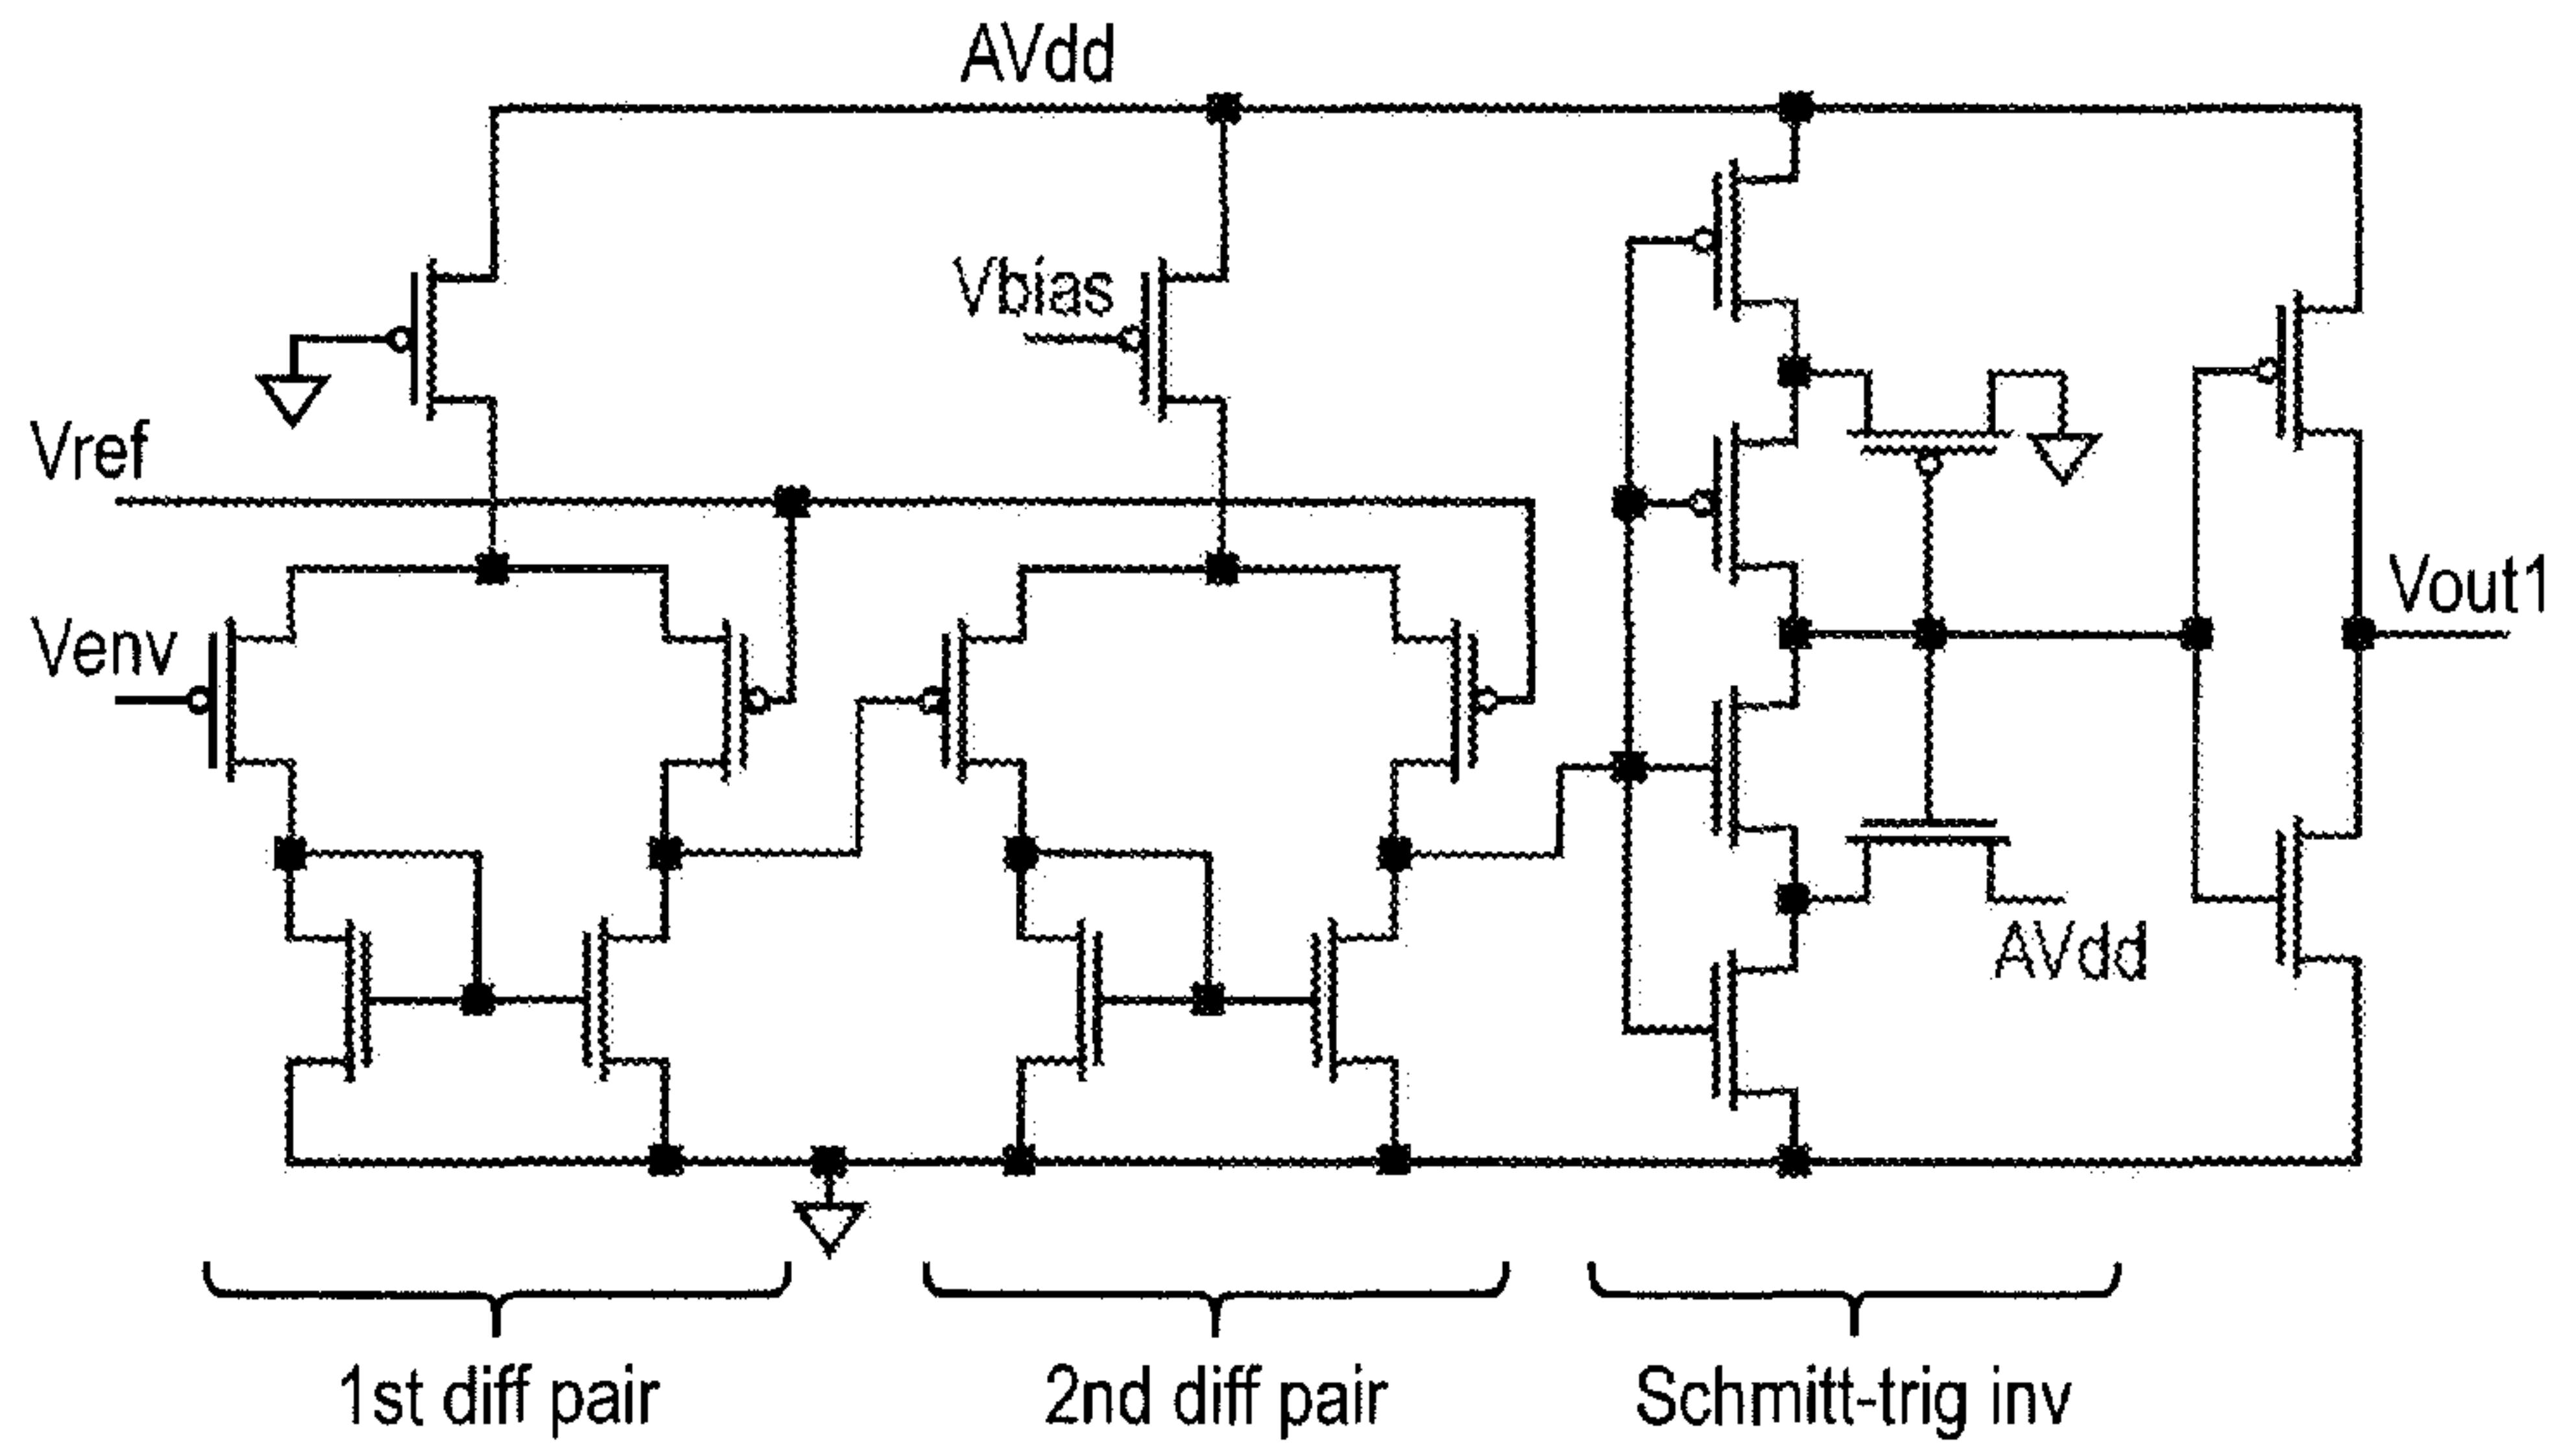 AVdd
Vbias
Vref
Venv
Vout1
AVdd
1st diff pair
2nd diff pair
Schmitt-trig inv